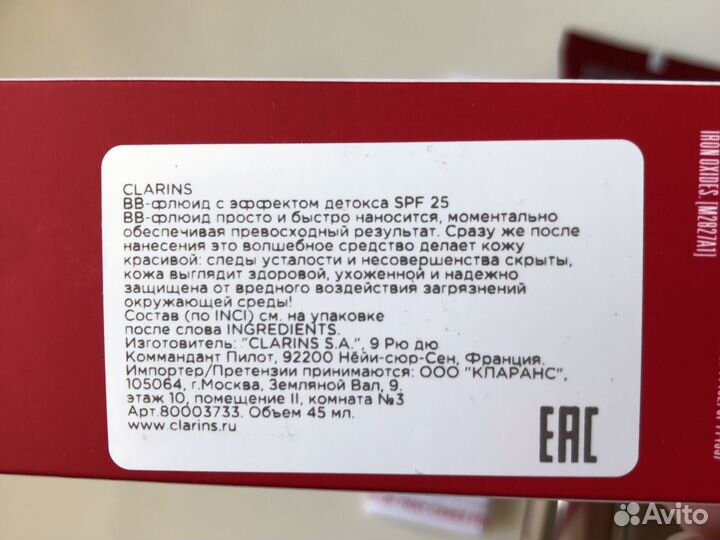 CLARINS
BB-флюид с эффектом детокса SPF 25
BB-флюид просто и быстро наносится, моментально
обеспечивая превосходный результат. Сразу же после
нанесения это волшебное средство делает кожу
красивой: следы усталости и несовершенства скрыты,
кожа выглядит здоровой, ухоженной и надежно
защищена от вредного воздействия загрязнений
окружающей среды!
Состав (по INCI) см. на упаковке
после слова INGREDIENTS.
Изготовитель: "CLARINS S.A.", 9 Рю дю
Коммандант Пилот, 92200 Нёйи-сюр-Сен, Франция.
Импортер/Претензии принимаются: ООО "КЛАРАНС",
105064, г.Москва, Земляной Вал, 9,
этаж 10, помещение II, комната №3
Арт.80003733. Объем 45 мл.
www.clarins.ru
EAC
IRON OXIDES. [M2827A1]
Avito